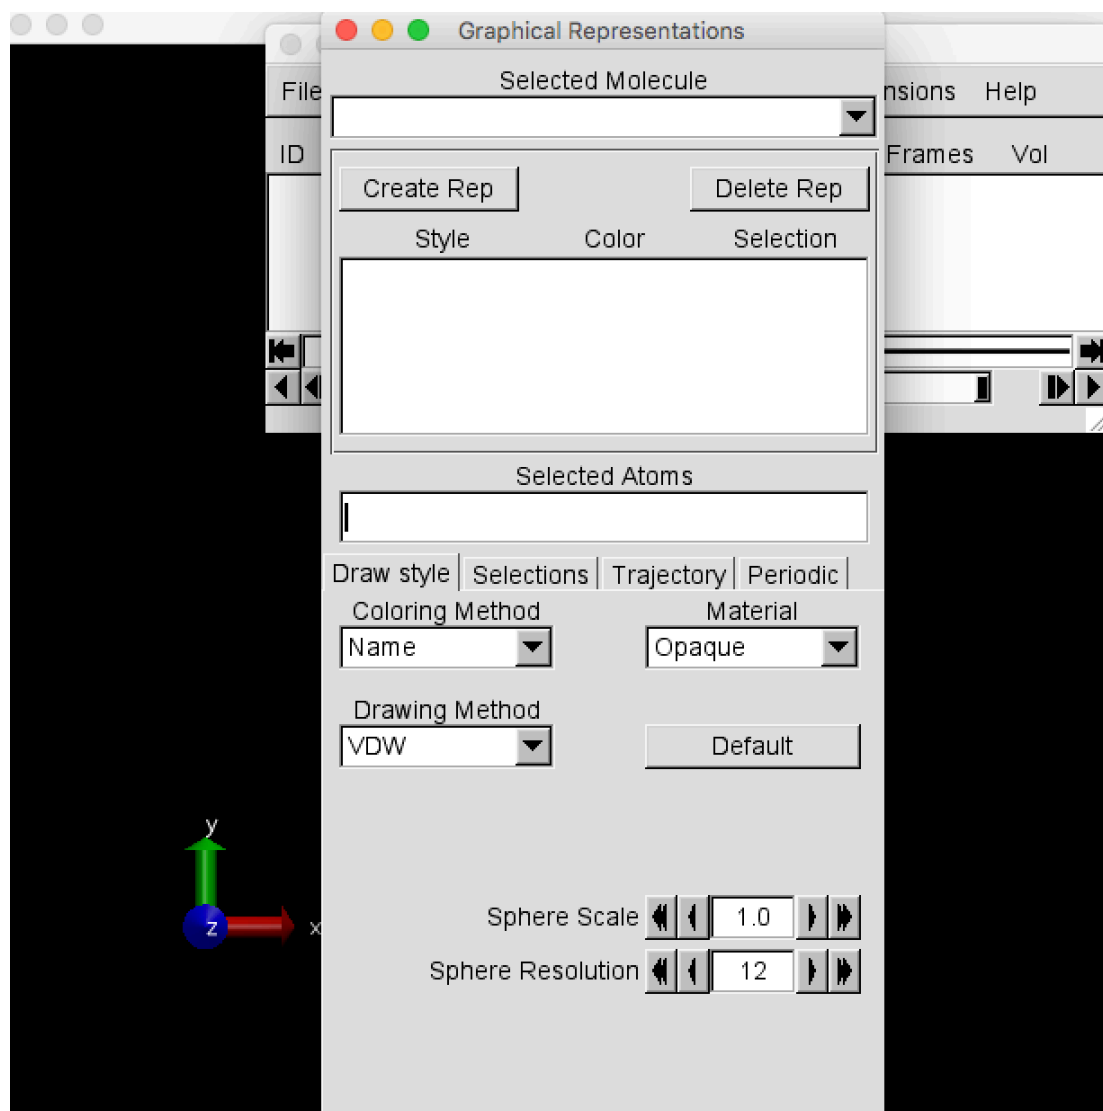 Graphical Representations
Selected Molecule
File
nsions Help
ID
Frames Vol
Create Rep
Delete Rep
Style Color Selection
Selected Atoms
Draw style Selections Trajectory Periodic
Coloring Method Material
Name Opaque
Drawing Method
VDW Default
y
z x
Sphere Scale 1.0
Sphere Resolution 12